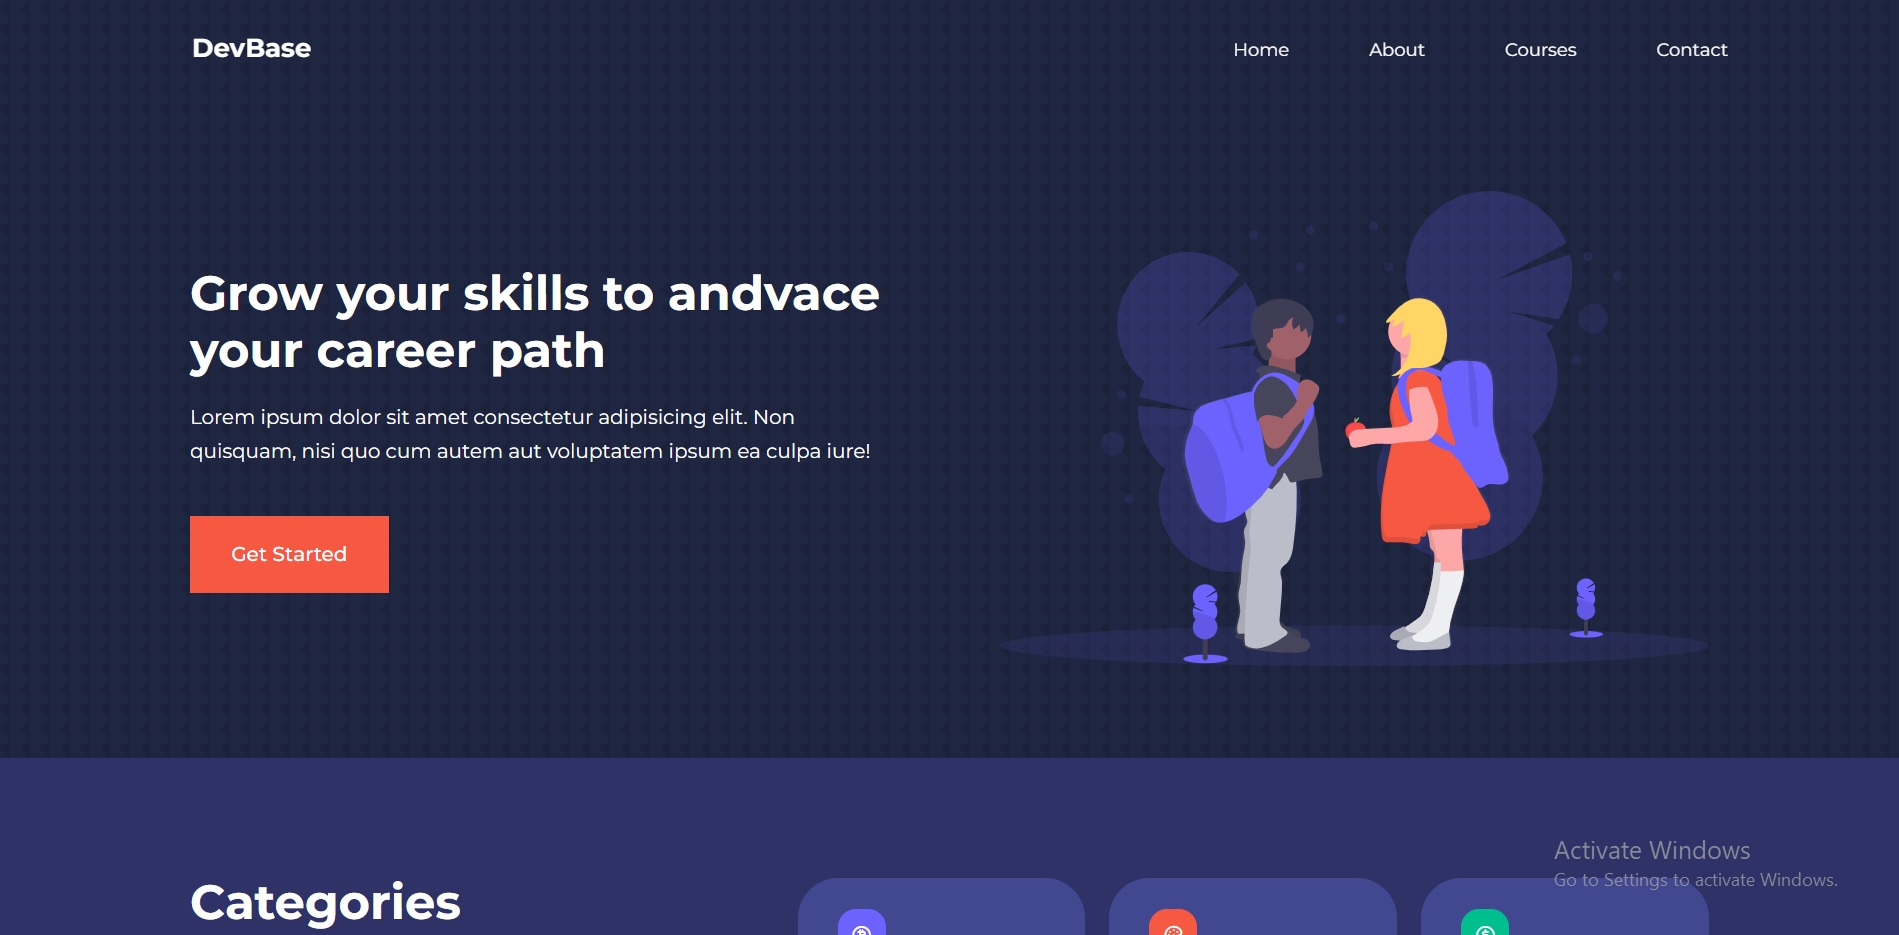 DevBase
Home About Courses Contact
Grow your skills to andvace
your career path
Lorem ipsum dolor sit amet consectetur adipisicing elit. Non
quisquam, nisi quo cum autem aut voluptatem ipsum ea culpa iure!
Get Started
Categories
Activate Windows
Go to Settings to activate Windows.